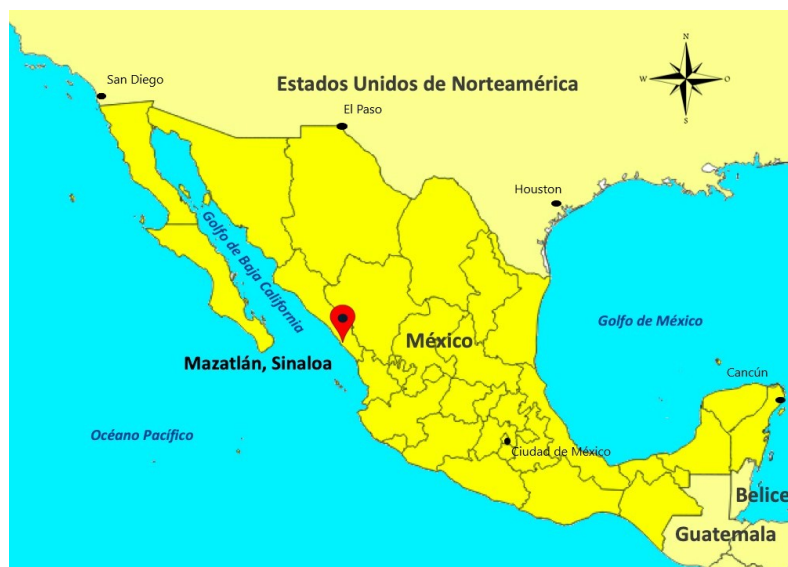 N
W
O
S
San Diego
Estados Unidos de Norteamérica
El Paso
Houston
Golfo de Baja California
Golfo de México
México
Mazatlán, Sinaloa
Cancún
Océano Pacífico
Ciudad de México
Belice
Guatemala